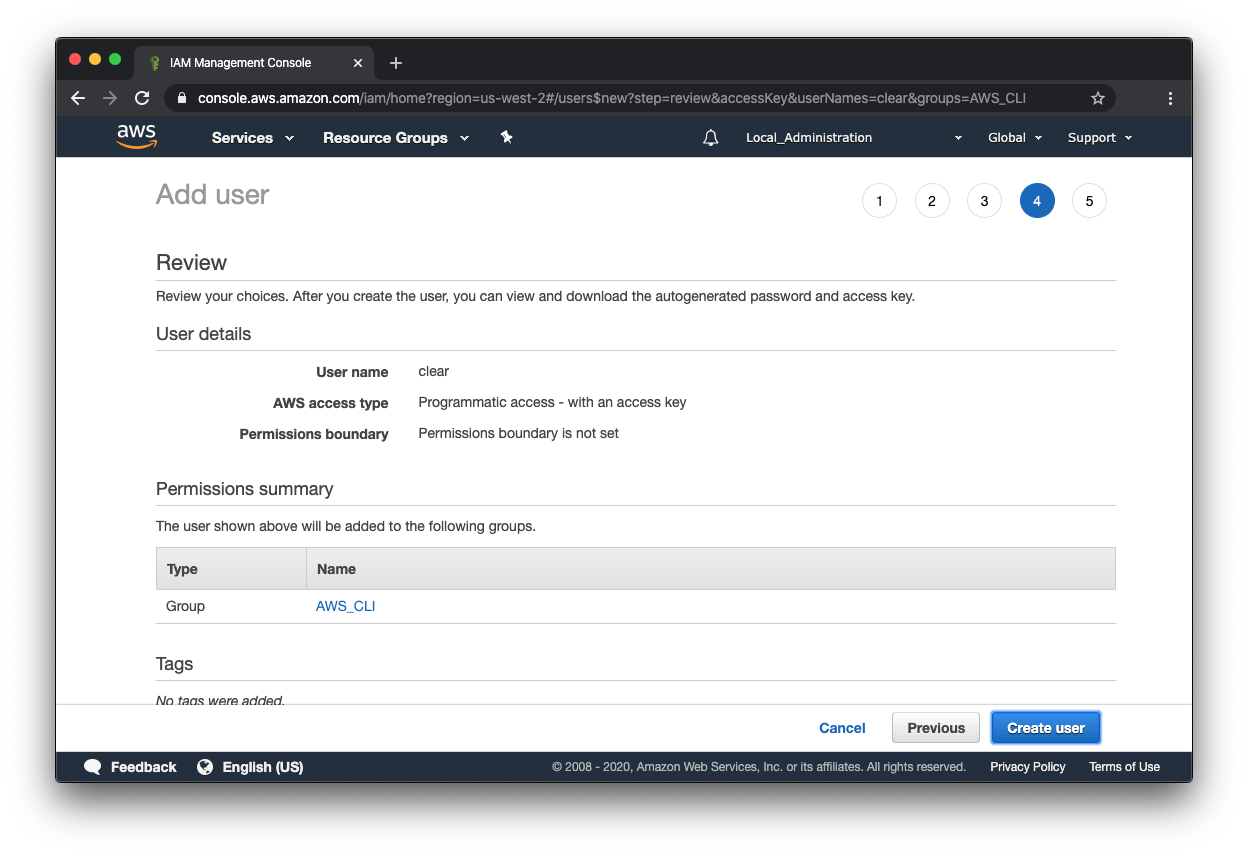 IAM Management Console
console.aws.amazon.com/iam/home?region=us-west-2#/users$new?step=review&accessKey&userNames=clear&groups=AWS_CLI
aws Services Resource Groups Local_Administration Global Support
Add user 1 2 3 4 5
Review
Review your choices. After you create the user, you can view and download the autogenerated password and access key.
User details
User name clear
AWS access type Programmatic access - with an access key
Permissions boundary Permissions boundary is not set
Permissions summary
The user shown above will be added to the following groups.
Type Name
Group AWS_CLI
Tags
No tags were added.
Cancel Previous Create user
Feedback English (US) © 2008 - 2020, Amazon Web Services, Inc. or its affiliates. All rights reserved. Privacy Policy Terms of Use